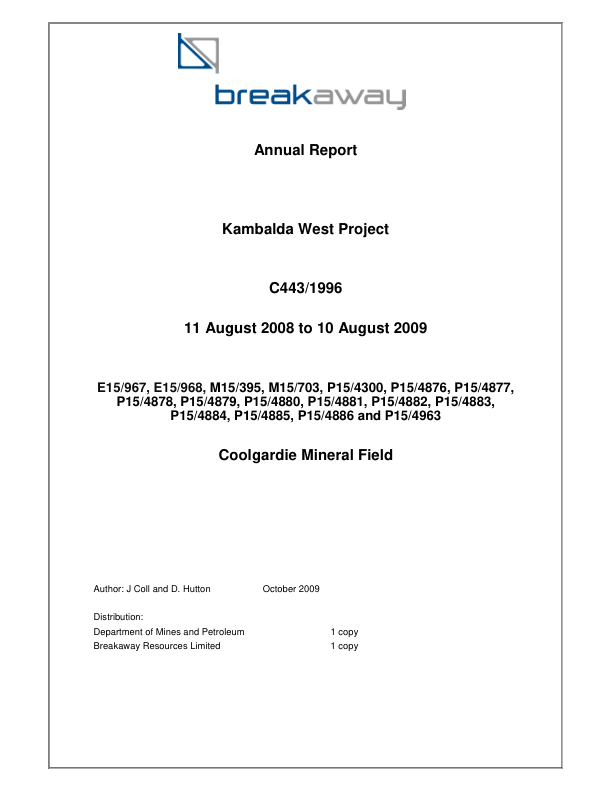 breakaway
Annual Report
Kambalda West Project
C443/1996
11 August 2008 to 10 August 2009
E15/967, E15/968, M15/395, M15/703, P15/4300, P15/4876, P15/4877,
P15/4878, P15/4879, P15/4880, P15/4881, P15/4882, P15/4883,
P15/4884, P15/4885, P15/4886 and P15/4963
Coolgardie Mineral Field
Author: J Coll and D. Hutton October 2009
Distribution:
Department of Mines and Petroleum 1 copy
Breakaway Resources Limited 1 copy